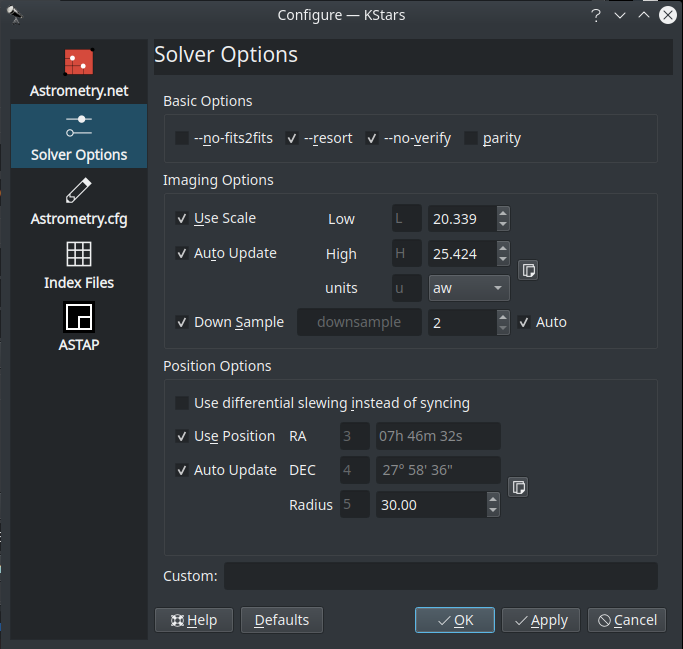 Configure — KStars
?
Astrometry.net
Solver Options
Astrometry.cfg
Index Files
ASTAP
Solver Options
Basic Options
--no-fits2fits --resort --no-verify parity
Imaging Options
Use Scale Low L 20.339
Auto Update High H 25.424
units u aw
Down Sample downsample 2 Auto
Position Options
Use differential slewing instead of syncing
Use Position RA 3 07h 46m 32s
Auto Update DEC 4 27° 58' 36"
Radius 5 30.00
Custom:
Help Defaults OK Apply Cancel